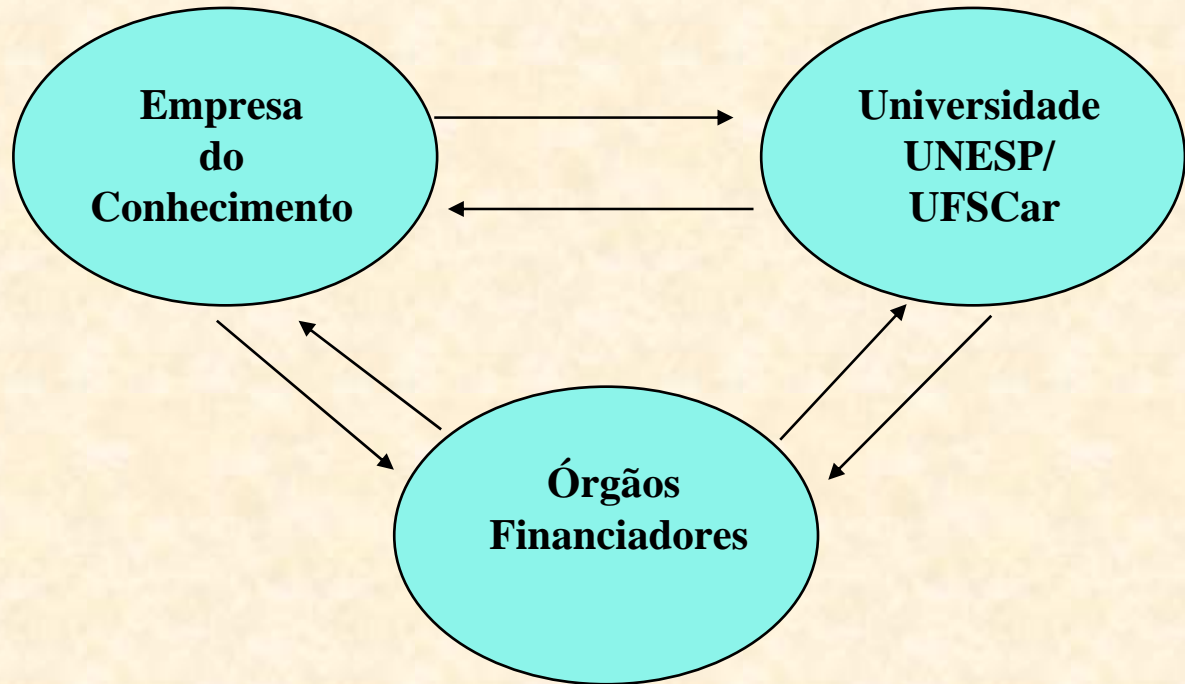 Empresa
do
Conhecimento
Universidade
UNESP/
UFSCar
Órgãos
Financiadores